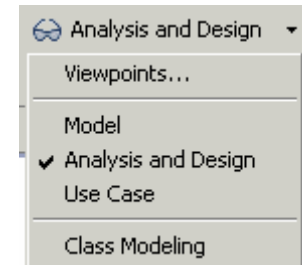 Analysis and Design
Viewpoints...
Model
Analysis and Design
Use Case
Class Modeling